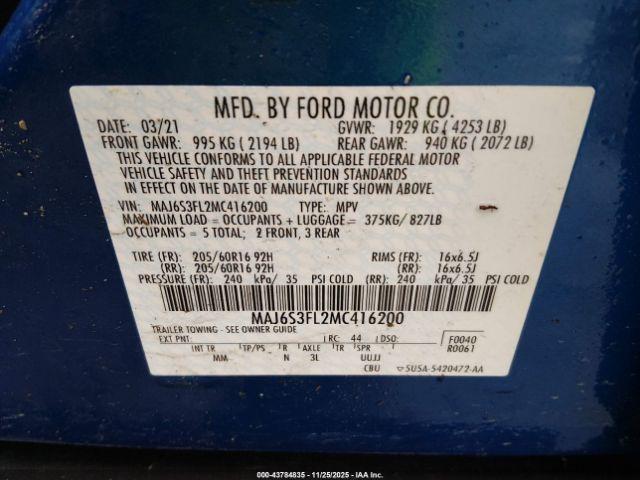 MFD. BY FORD MOTOR CO.
DATE: 03/21 GVWR: 1929 KG ( 4253 LB)
FRONT GAWR: 995 KG ( 2194 LB) REAR GAWR: 940 KG ( 2072 LB)
THIS VEHICLE CONFORMS TO ALL APPLICABLE FEDERAL MOTOR
VEHICLE SAFETY AND THEFT PREVENTION STANDARDS
IN EFFECT ON THE DATE OF MANUFACTURE SHOWN ABOVE.
VIN: MAJ6S3FL2MC416200 TYPE: MPV
MAXIMUM LOAD = OCCUPANTS + LUGGAGE = 375KG/ 827LB
OCCUPANTS = 5 TOTAL; 2 FRONT, 3 REAR
TIRE (FR): 205/60R16 92H RIMS (FR): 16x6.5J
(RR): 205/60R16 92H (RR): 16x6.5J
PRESSURE (FR): 240 kPa/ 35 PSI COLD (RR): 240 kPa/ 35 PSI COLD
MAJ6S3FL2MC416200
TRAILER TOWING - SEE OWNER GUIDE
EXT PNT: RC: 44 DSO: F0040
INT TR TP/PS R AXLE TR SPR R0061
MM N 3L UUJJ
CBU SUSA-5420472-AA
000-43784835 - 11/25/2025 - IAA Inc.